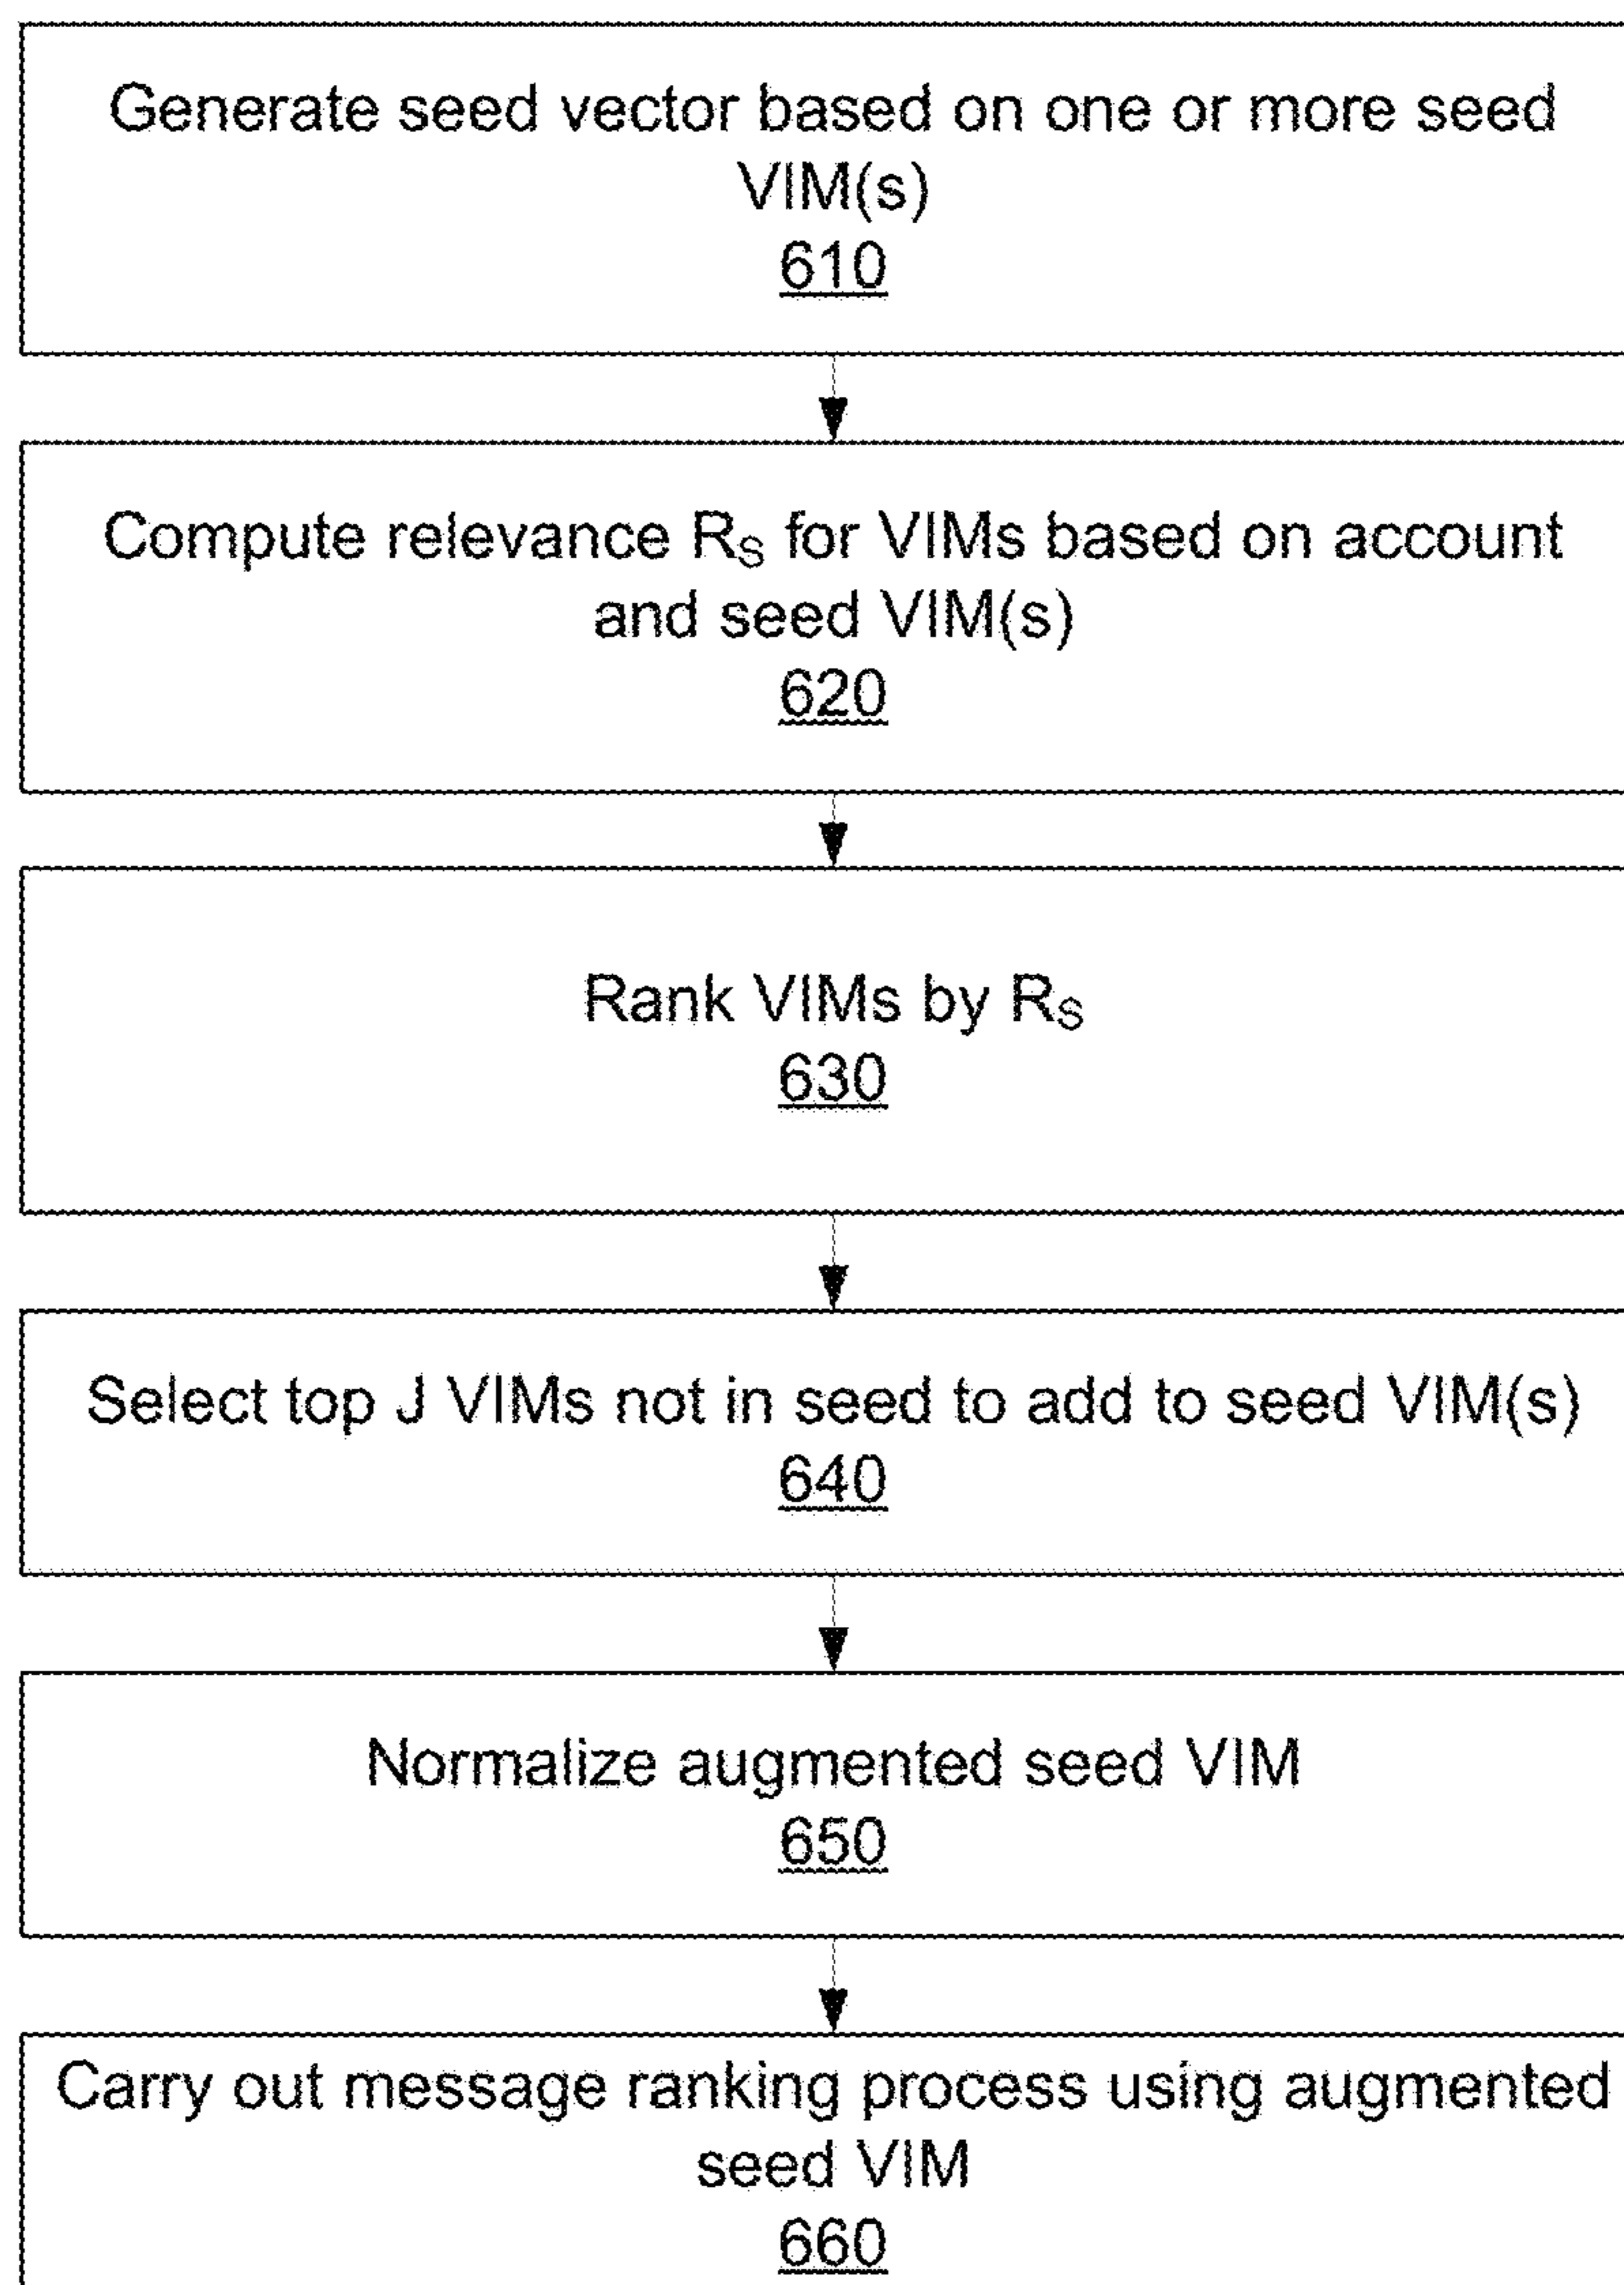 Generate seed vector based on one or more seed
VIM(s)
610
Compute relevance RS for VIMs based on account
and seed VIM(s)
620
Rank VIMs by RS
630
Select top J VIMs not in seed to add to seed VIM(s)
640
Normalize augmented seed VIM
650
Carry out message ranking process using augmented
seed VIM
660